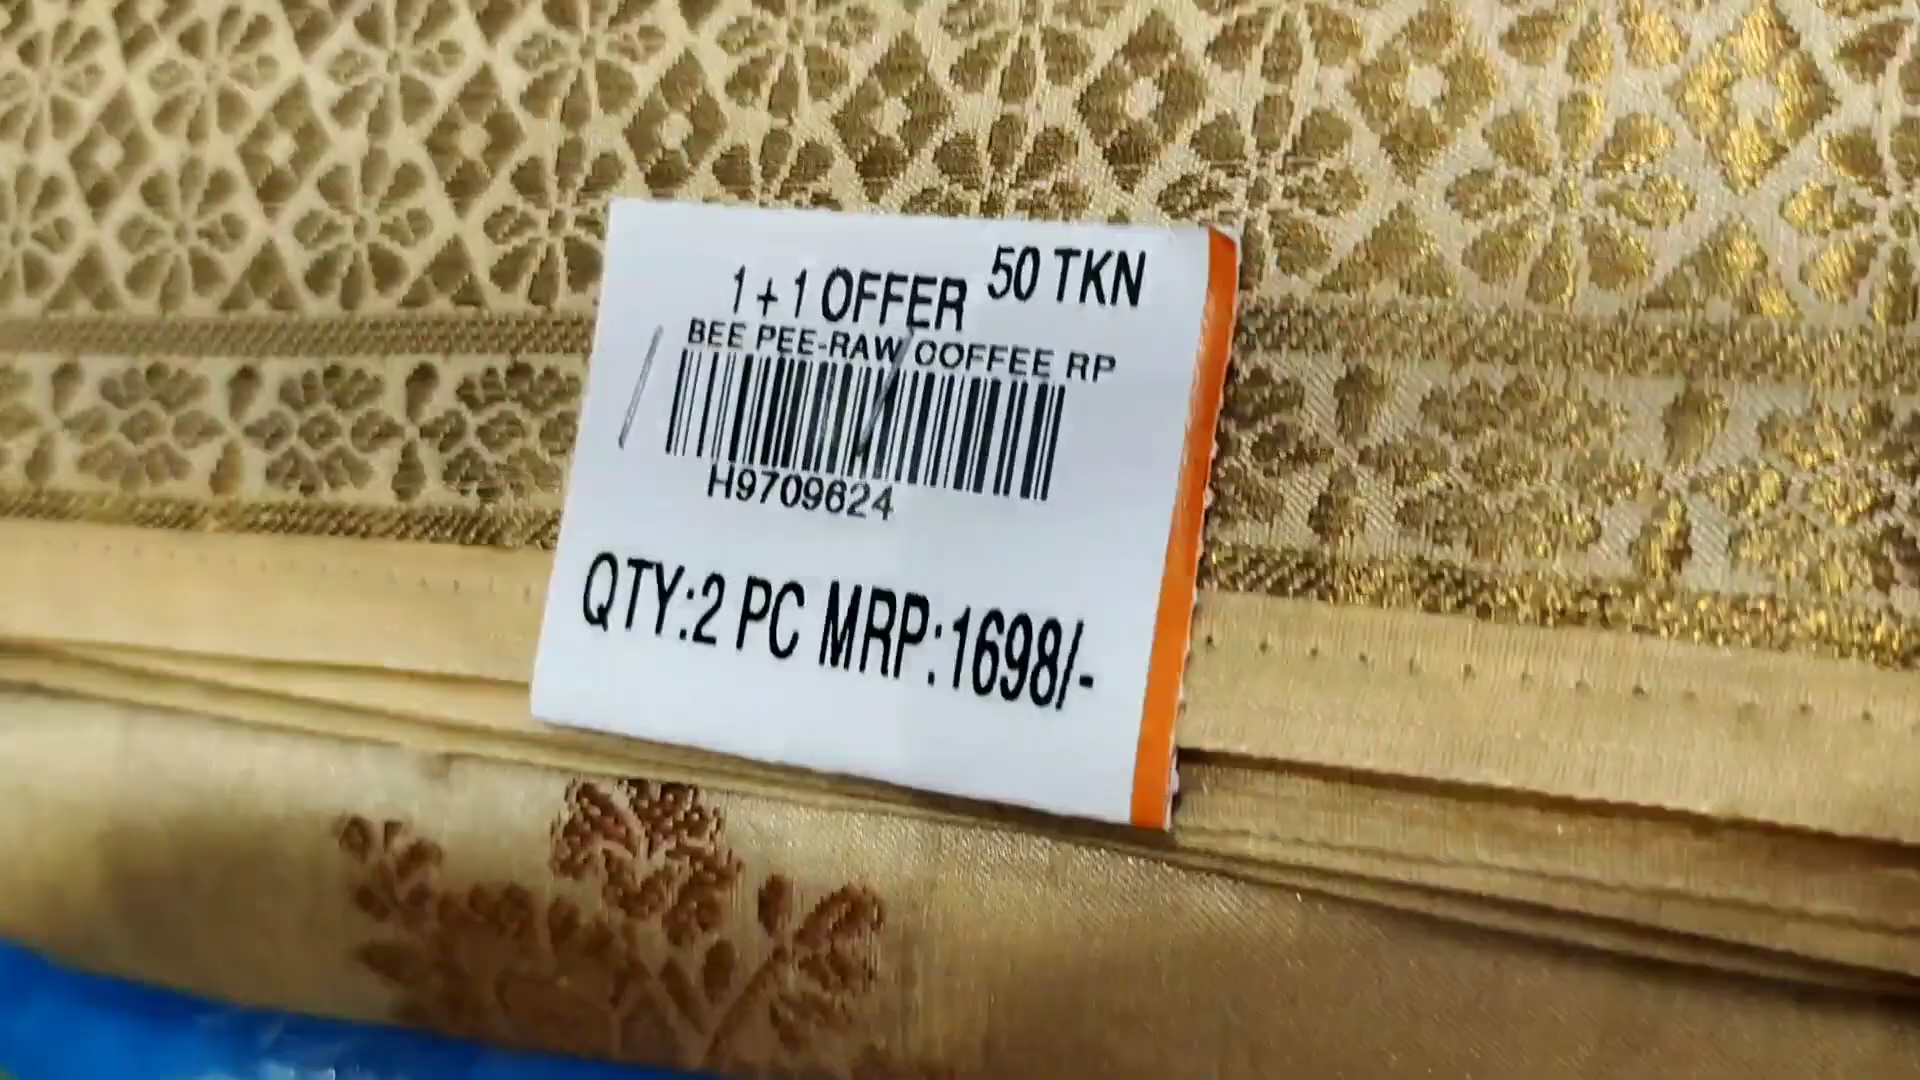 50 TKN
1 + 1 OFFER
BEE PEE-RAW COFFEE RP
H9709624
QTY:2 PC MRP:1698/-